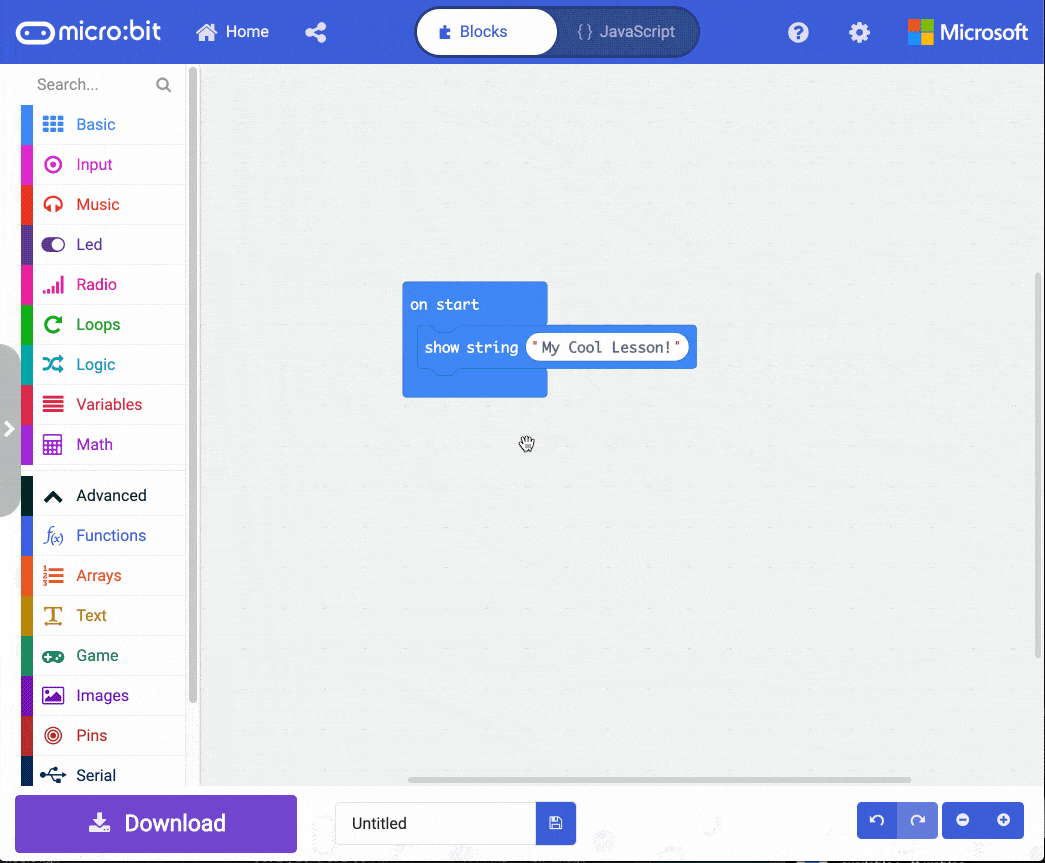 micro:bit Home Blocks { } JavaScript ? Microsoft
Search...
Basic
Input
Music
Led
Radio
Loops
Logic
Variables
Math
Advanced
f(x) Functions
Arrays
Text
Game
Images
Pins
Serial
on start
show string "My Cool Lesson!"
Download
Untitled